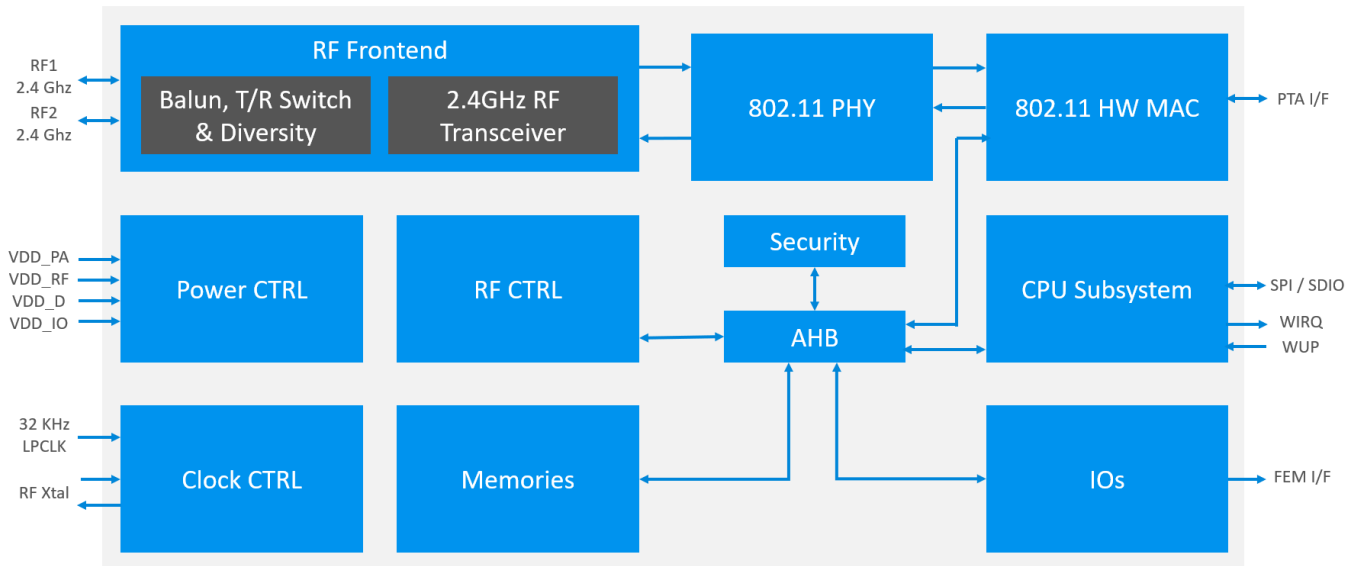 RF1
2.4 Ghz
RF2
2.4 Ghz
RF Frontend
Balun, T/R Switch
& Diversity
2.4GHz RF
Transceiver
802.11 PHY
802.11 HW MAC
PTA I/F
VDD_PA
VDD_RF
VDD_D
VDD_IO
Power CTRL
RF CTRL
Security
AHB
CPU Subsystem
SPI / SDIO
WIRQ
WUP
32 KHz
LPCLK
RF Xtal
Clock CTRL
Memories
IOs
FEM I/F